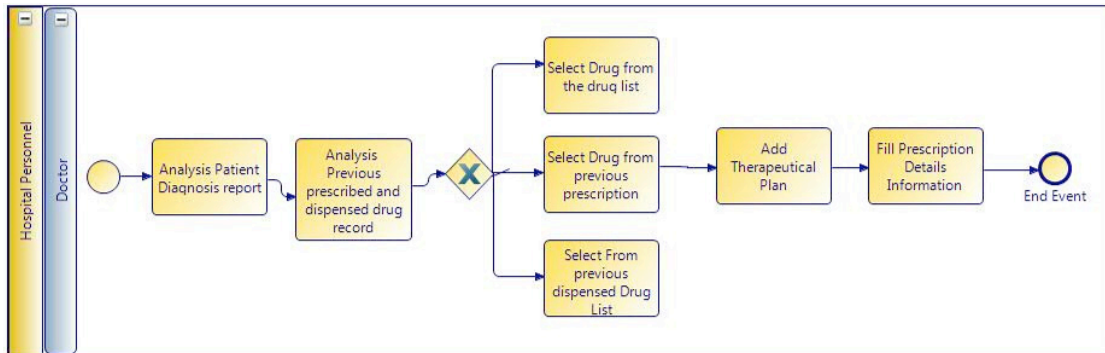 Hospital Personnel
Doctor
Analysis Patient
Diagnosis report
Analysis
Previous
prescribed and
dispensed drug
record
X
Select Drug from
the drug list
Select Drug from
previous
prescription
Select From
previous
dispensed Drug
List
Add
Therapeutical
Plan
Fill Prescription
Details
Information
End Event